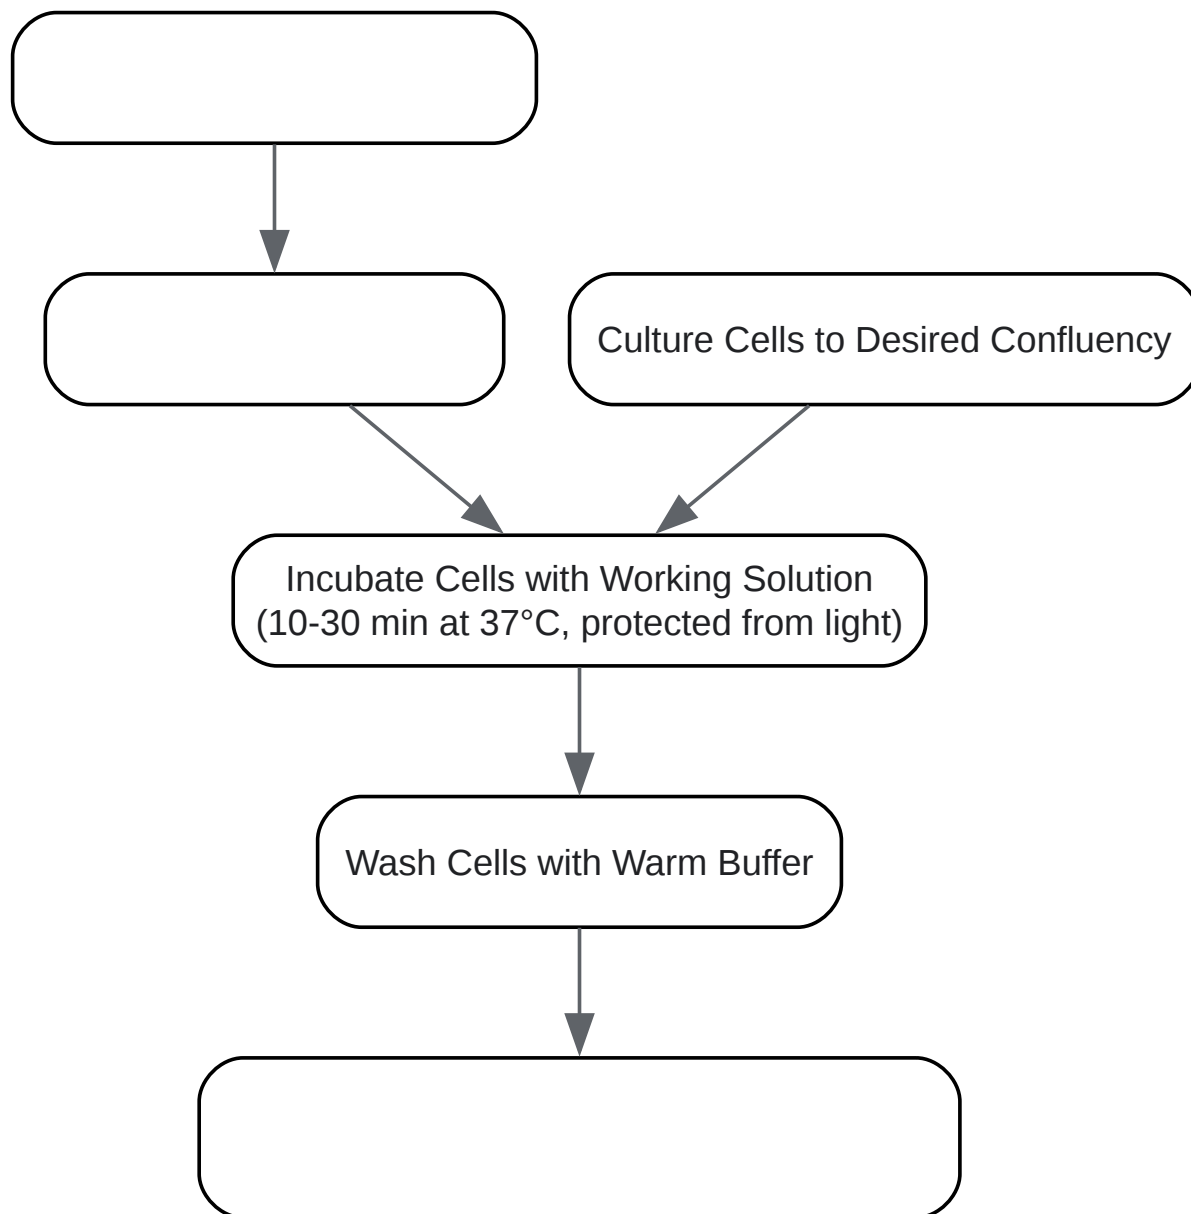 Culture Cells to Desired Confluency
Incubate Cells with Working Solution
(10-30 min at 37°C, protected from light)
Wash Cells with Warm Buffer